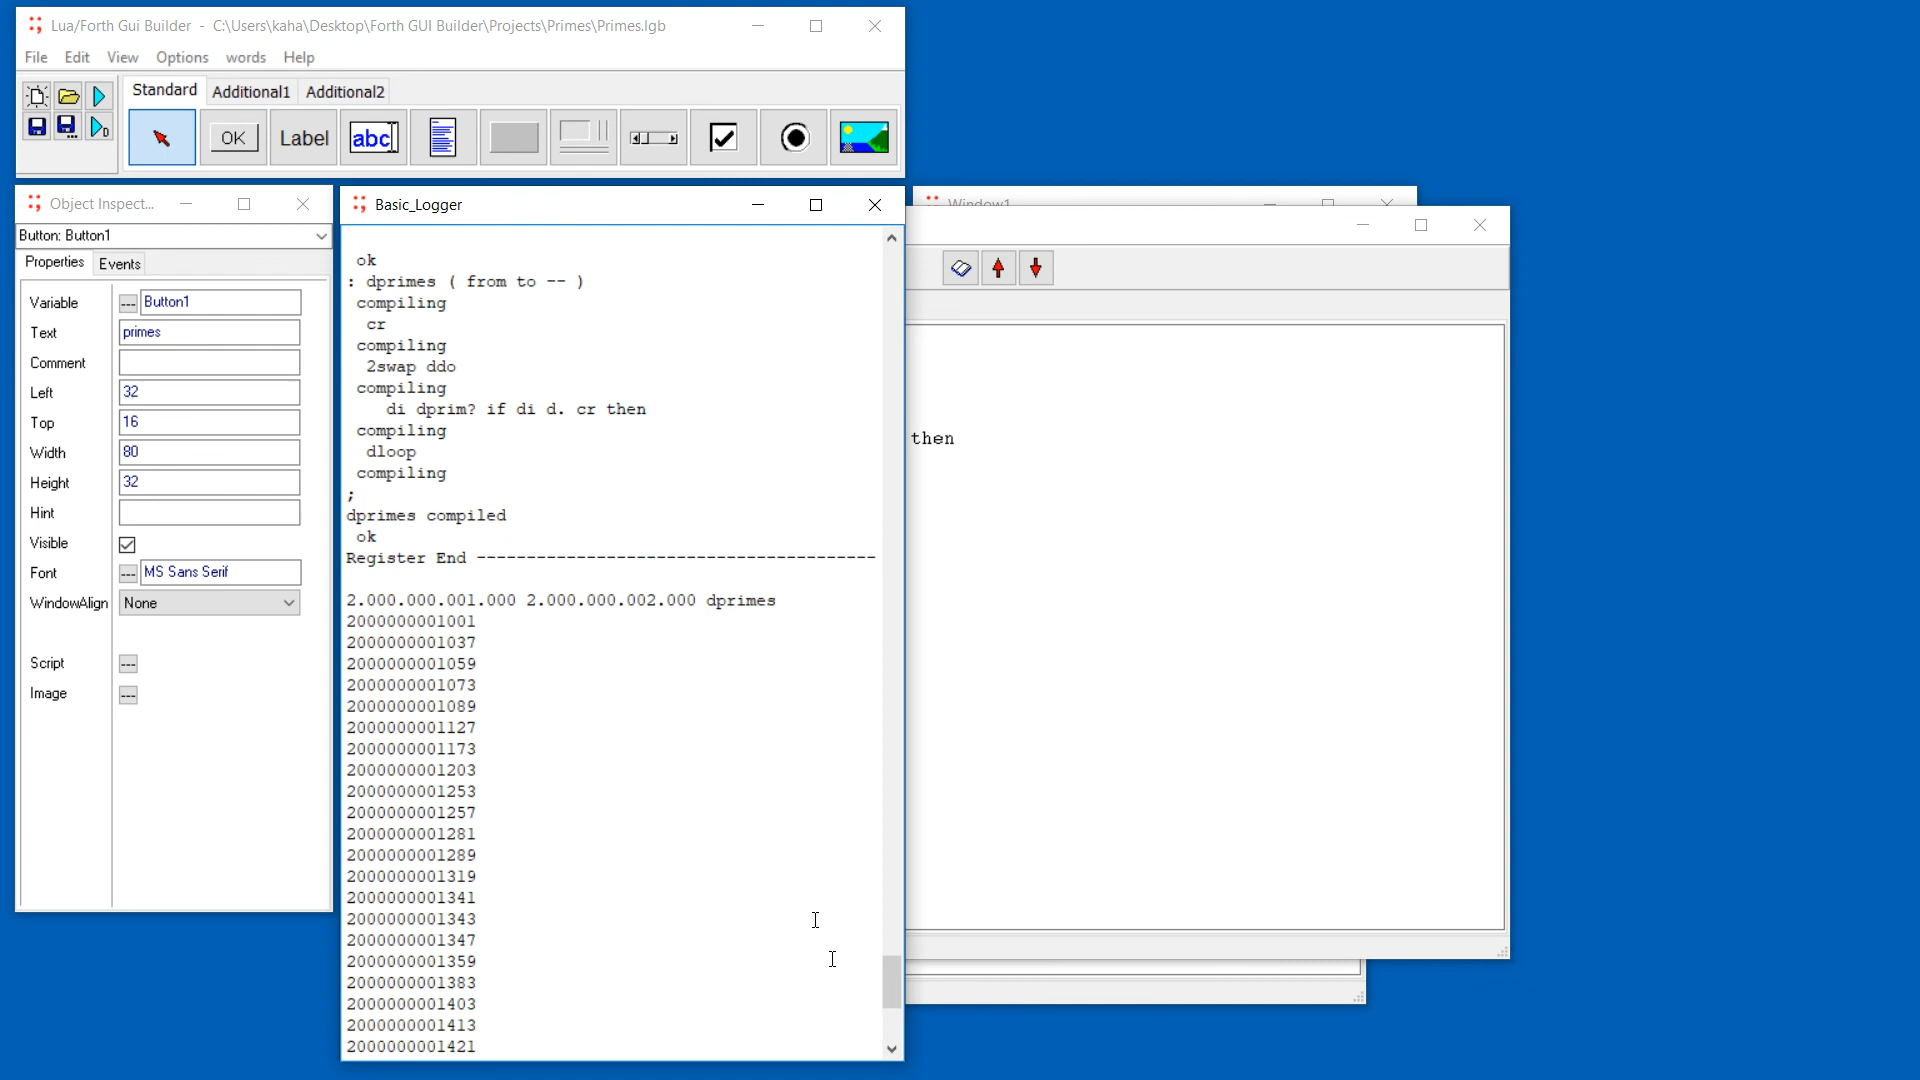 Lua/Forth Gui Builder - C:\Users\kaha\Desktop\Forth GUI Builder\Projects\Primes\Primes.lgb
File Edit View Options words Help
Standard Additional1 Additional2
OK Label abc
Object Inspect...
Button: Button1
Properties Events
Variable --- Button1
Text primes
Comment
Left 32
Top 16
Width 80
Height 32
Hint
Visible
Font --- MS Sans Serif
WindowAlign None
Script ---
Image ---
Basic_Logger
ok
: dprimes ( from to -- )
compiling
cr
compiling
2swap ddo
compiling
di dprim? if di d. cr then
compiling
dloop
compiling
;
dprimes compiled
ok
Register End ----------------------------------------
2.000.000.001.000 2.000.000.002.000 dprimes
2000000001001
2000000001037
2000000001059
2000000001073
2000000001089
2000000001127
2000000001173
2000000001203
2000000001253
2000000001257
2000000001281
2000000001289
2000000001319
2000000001341
2000000001343
2000000001347
2000000001359
2000000001383
2000000001403
2000000001413
2000000001421
Window1
then